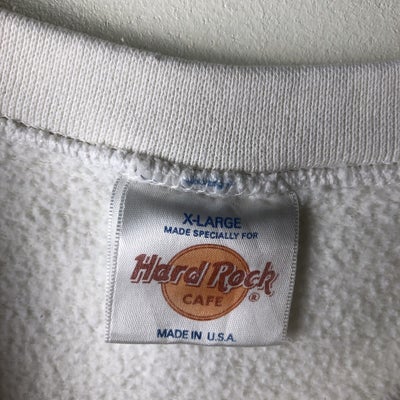 X-LARGE
MADE SPECIALLY FOR
Hard Rock
CAFE ®
MADE IN U.S.A.